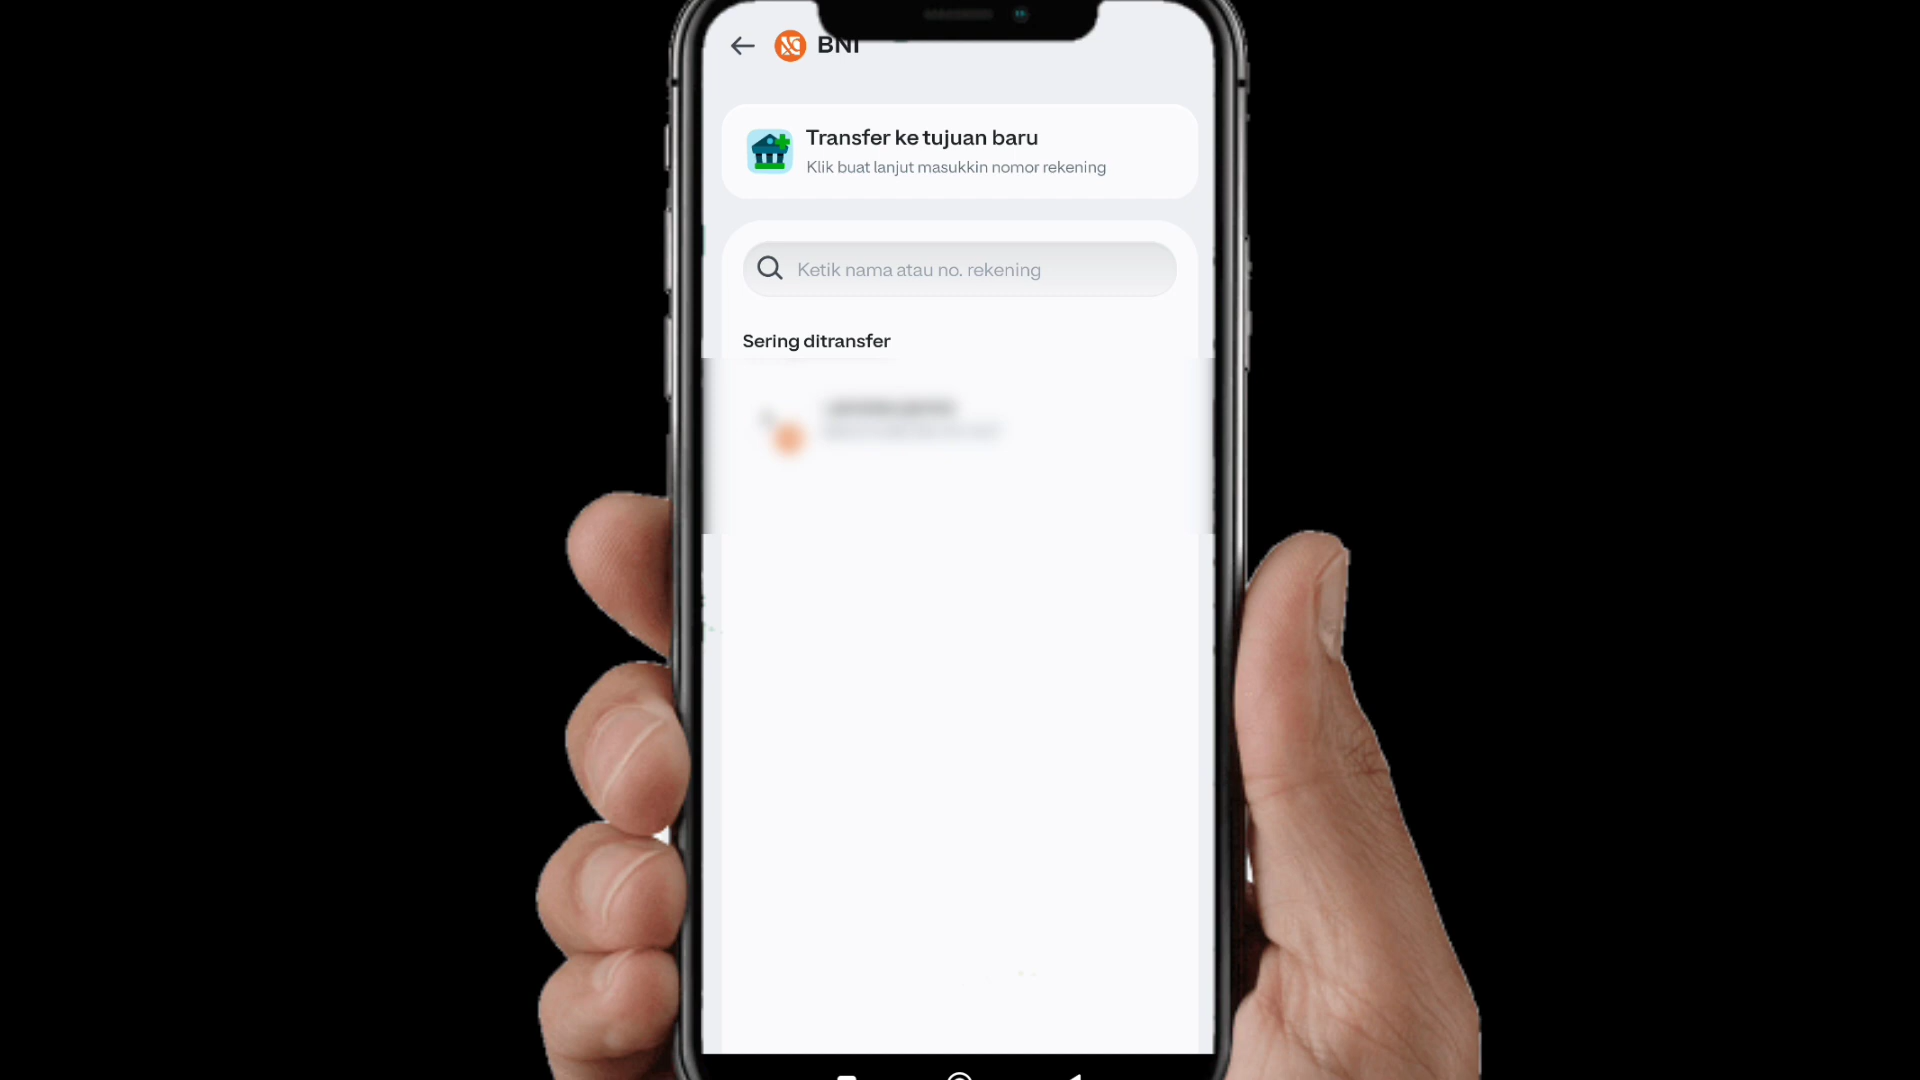 BNI
Transfer ke tujuan baru
Klik buat lanjut masukkin nomor rekening
Ketik nama atau no. rekening
Sering ditransfer